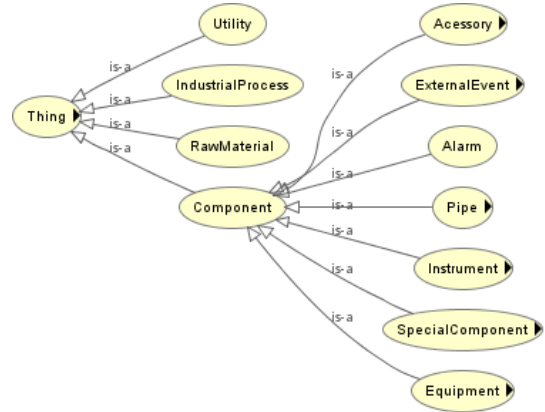 Utility
Acessory
is-a
is-a
IndustrialProcess
ExternalEvent
is-a
Thing
is-a
is-a
RawMaterial
Alarm
is-a
is-a
Component
is-a
Pipe
is-a
Instrument
is-a
SpecialComponent
is-a
Equipment